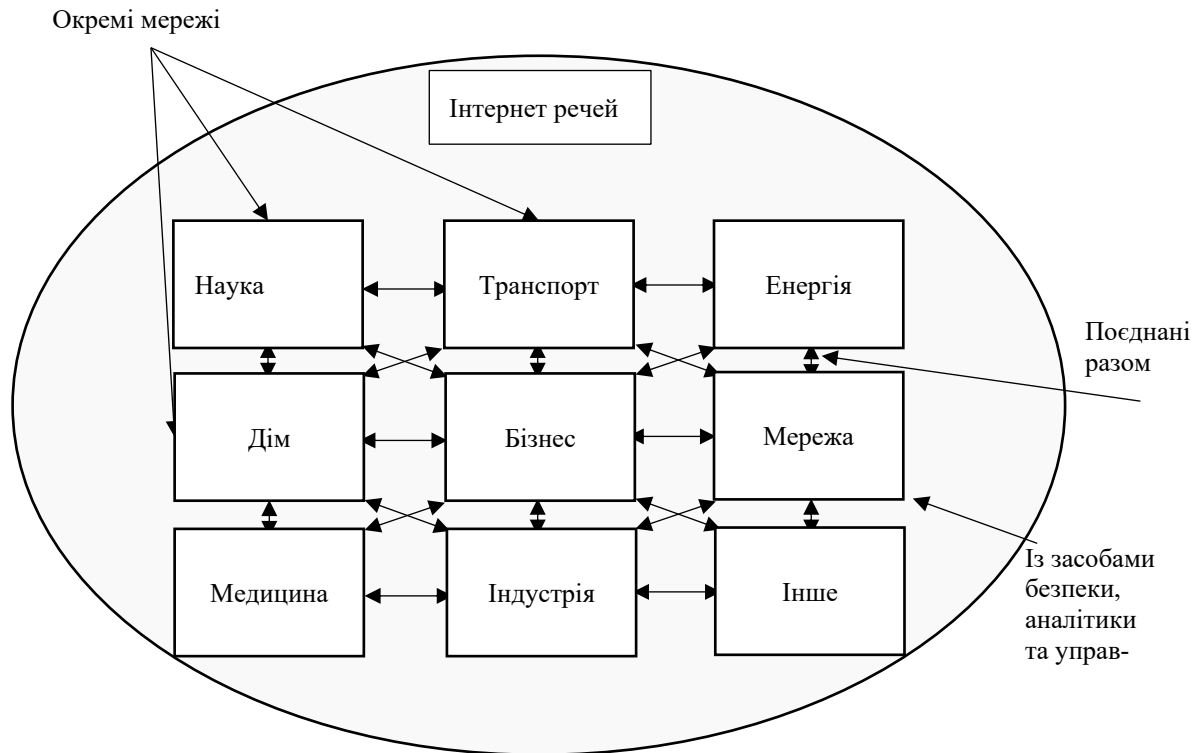 Окремі мережі
Інтернет речей
Наука
Транспорт
Енергія
Поєднані
разом
Дім
Бізнес
Мережа
Із засобами
безпеки,
аналітики
та управ-
Медицина
Індустрія
Інше